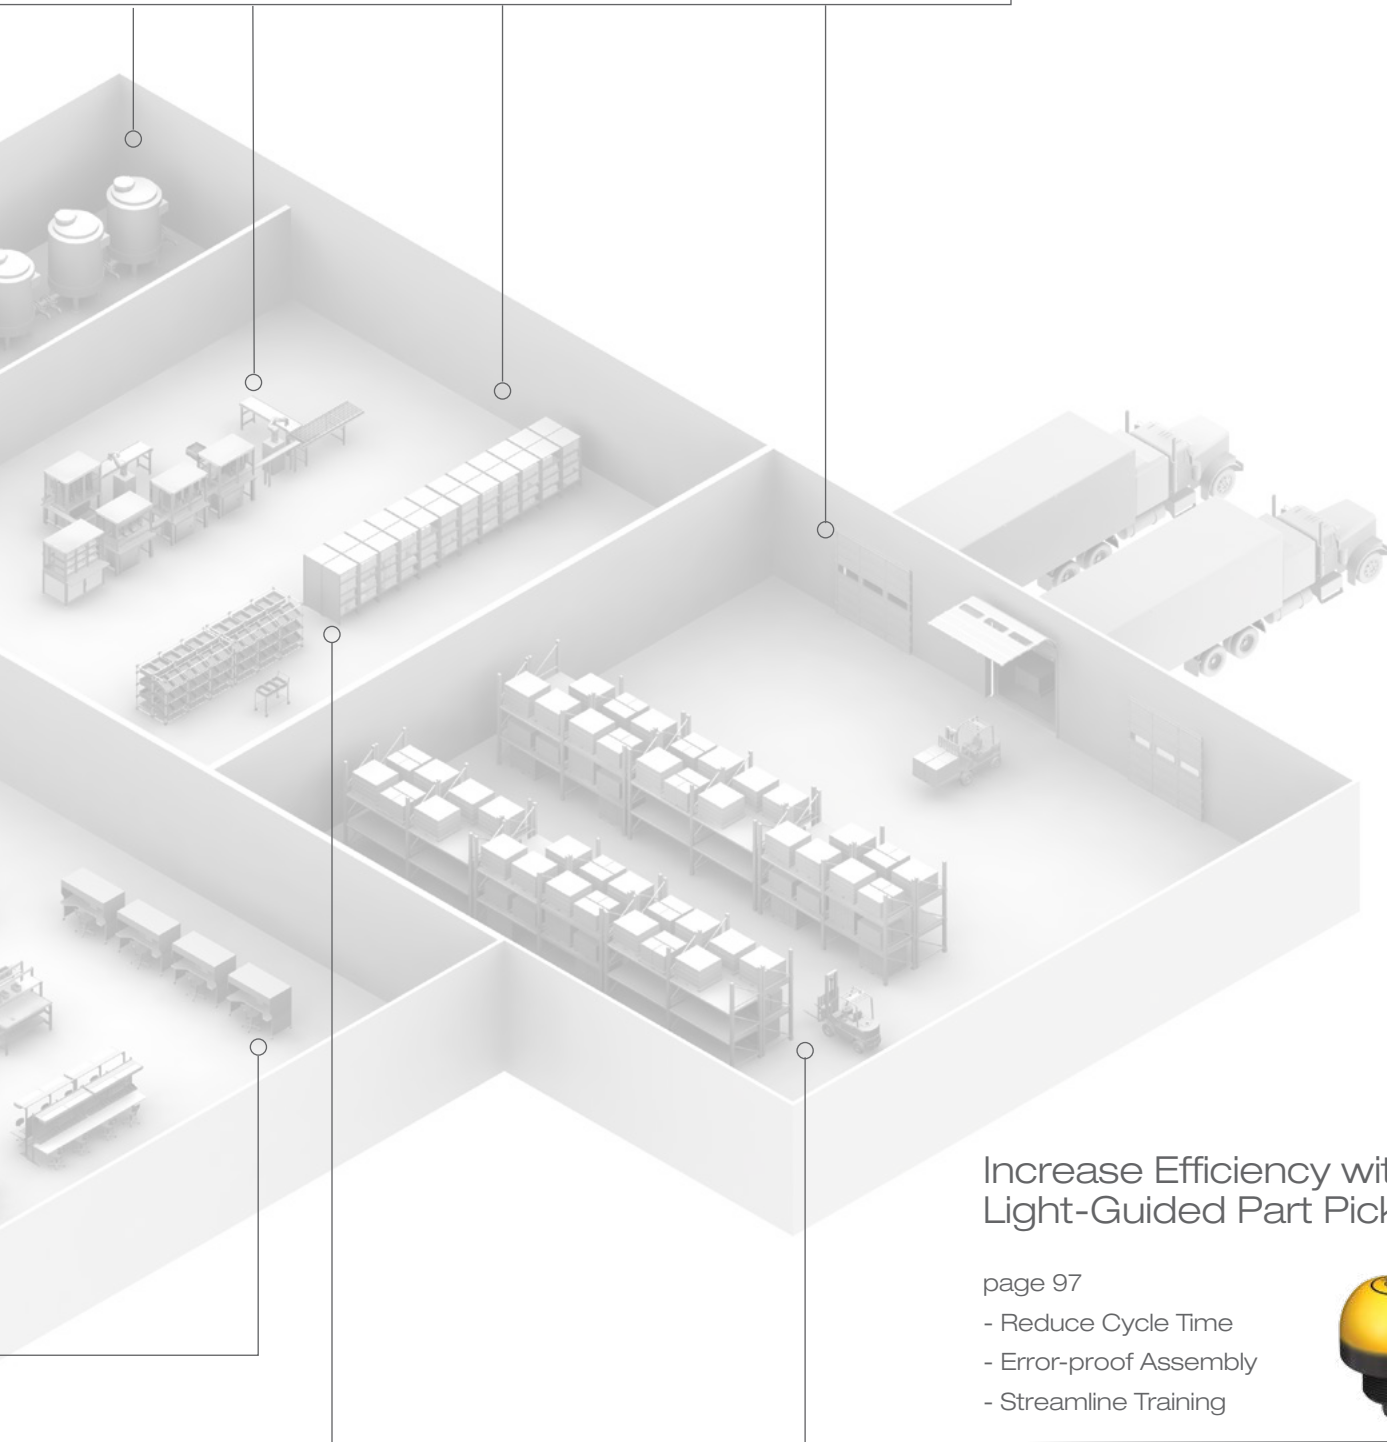 Increase Efficiency wit
Light-Guided Part Pick
page 97
- Reduce Cycle Time
- Error-proof Assembly
- Streamline Training